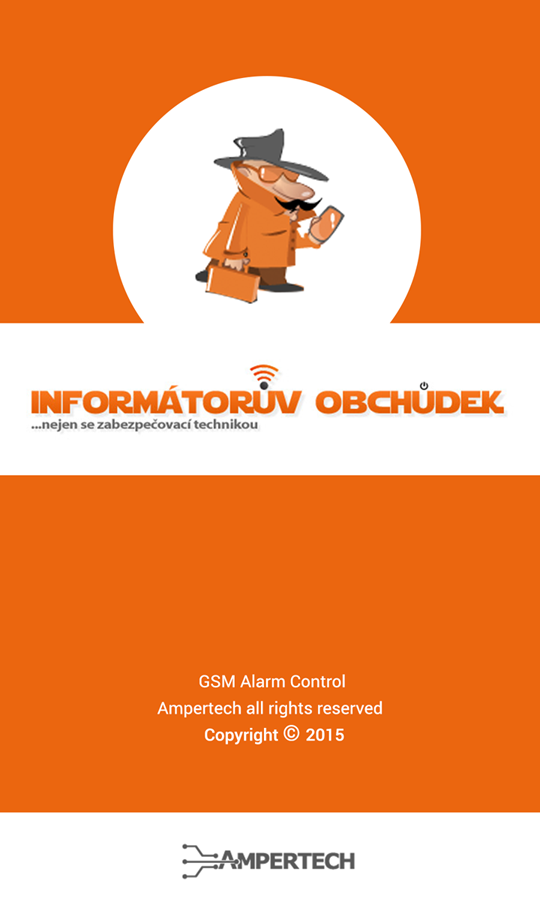 INFORMÁTORŮV OBCHŮDEK
...nejen se zabezpečovací technikou
GSM Alarm Control
Ampertech all rights reserved
Copyright © 2015
AMPERTECH